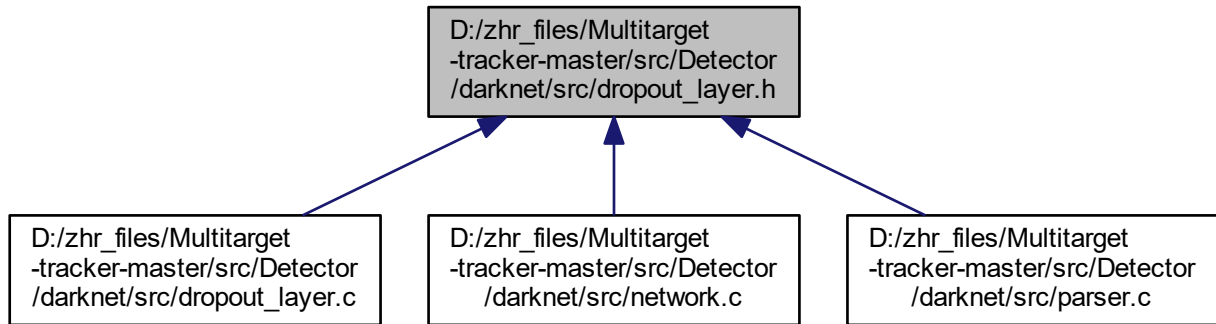 D:/zhr_files/Multitarget
-tracker-master/src/Detector
/darknet/src/dropout_layer.h
D:/zhr_files/Multitarget
-tracker-master/src/Detector
/darknet/src/dropout_layer.c
D:/zhr_files/Multitarget
-tracker-master/src/Detector
/darknet/src/network.c
D:/zhr_files/Multitarget
-tracker-master/src/Detector
/darknet/src/parser.c